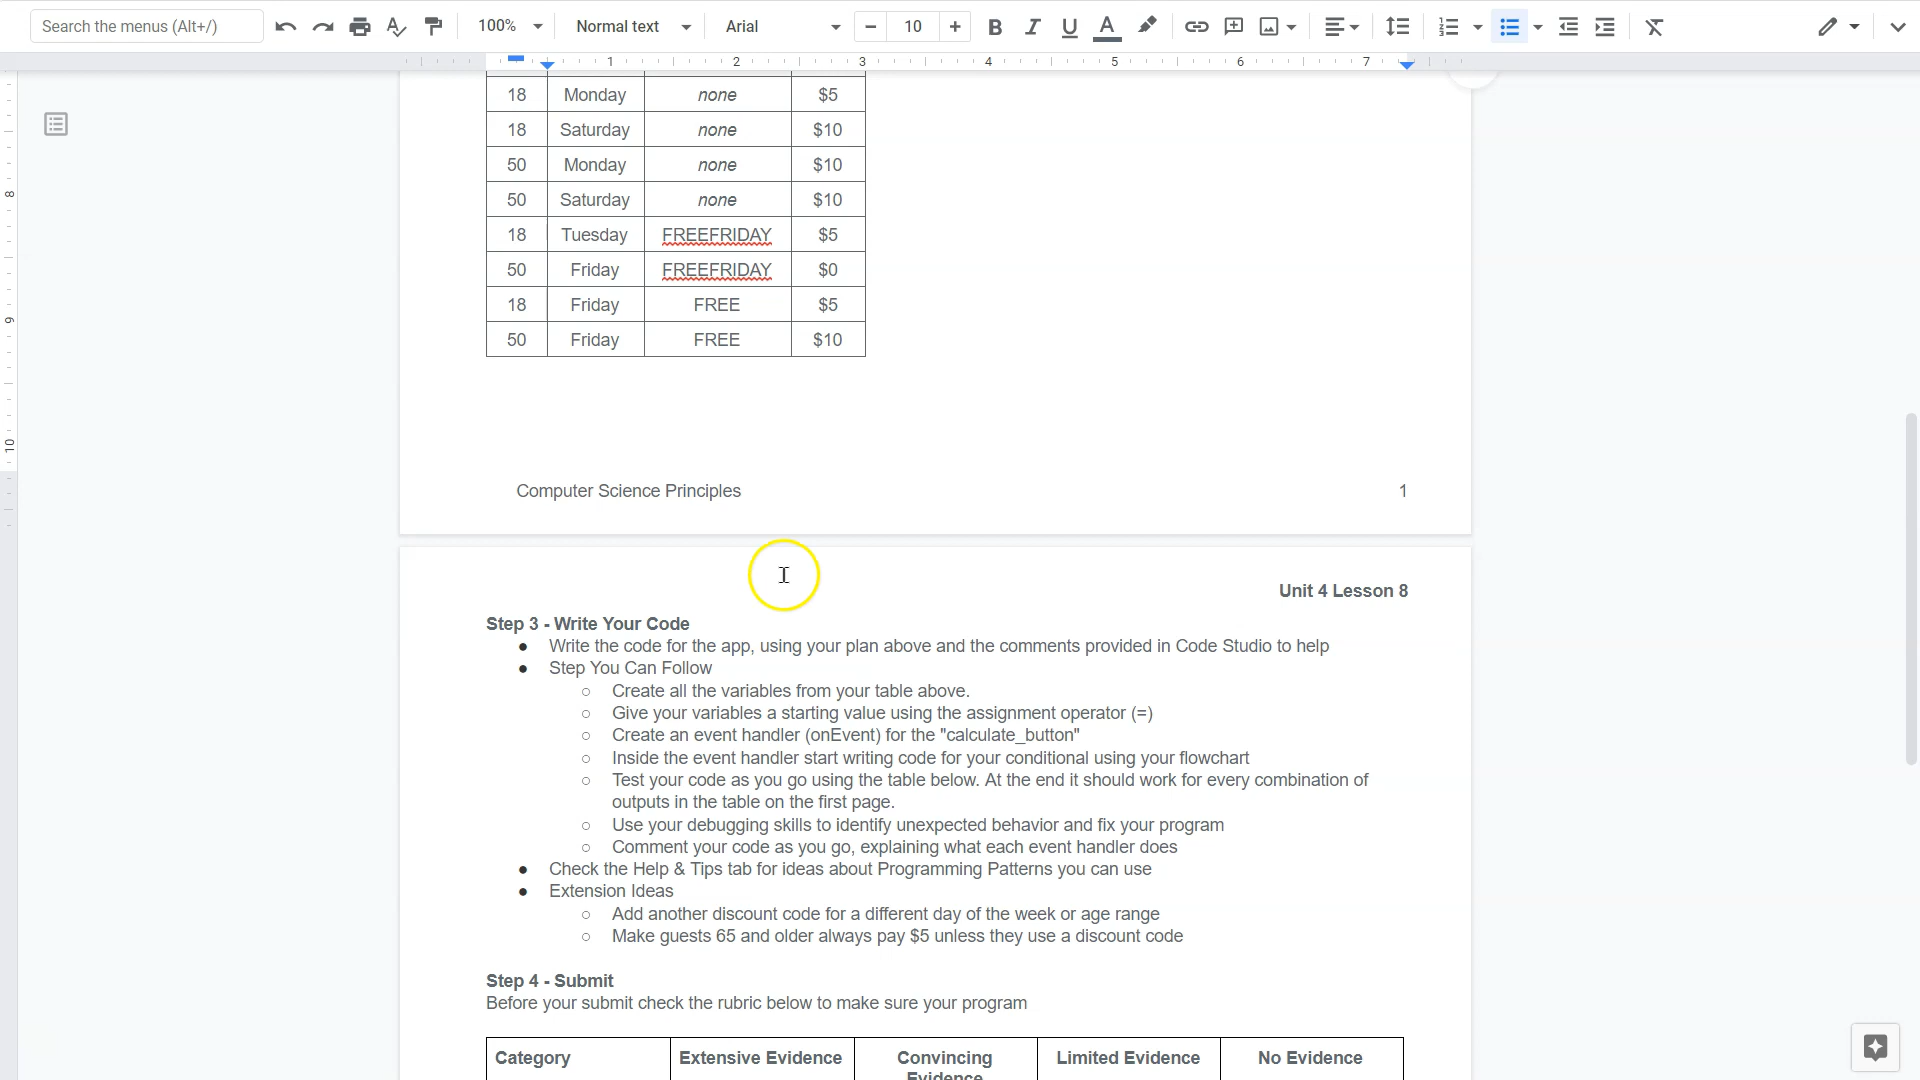 Search the menus (Alt+/)
100%
Normal text
Arial
− 10 +
B I U A
1 2 3 4 5 6 7
8
9
10
18 Monday none $5
18 Saturday none $10
50 Monday none $10
50 Saturday none $10
18 Tuesday FREEFRIDAY $5
50 Friday FREEFRIDAY $0
18 Friday FREE $5
50 Friday FREE $10
Computer Science Principles 1
Unit 4 Lesson 8
Step 3 - Write Your Code
● Write the code for the app, using your plan above and the comments provided in Code Studio to help
● Step You Can Follow
○ Create all the variables from your table above.
○ Give your variables a starting value using the assignment operator (=)
○ Create an event handler (onEvent) for the "calculate_button"
○ Inside the event handler start writing code for your conditional using your flowchart
○ Test your code as you go using the table below. At the end it should work for every combination of
outputs in the table on the first page.
○ Use your debugging skills to identify unexpected behavior and fix your program
○ Comment your code as you go, explaining what each event handler does
● Check the Help & Tips tab for ideas about Programming Patterns you can use
● Extension Ideas
○ Add another discount code for a different day of the week or age range
○ Make guests 65 and older always pay $5 unless they use a discount code
Step 4 - Submit
Before your submit check the rubric below to make sure your program
Category Extensive Evidence Convincing Limited Evidence No Evidence
Evidence